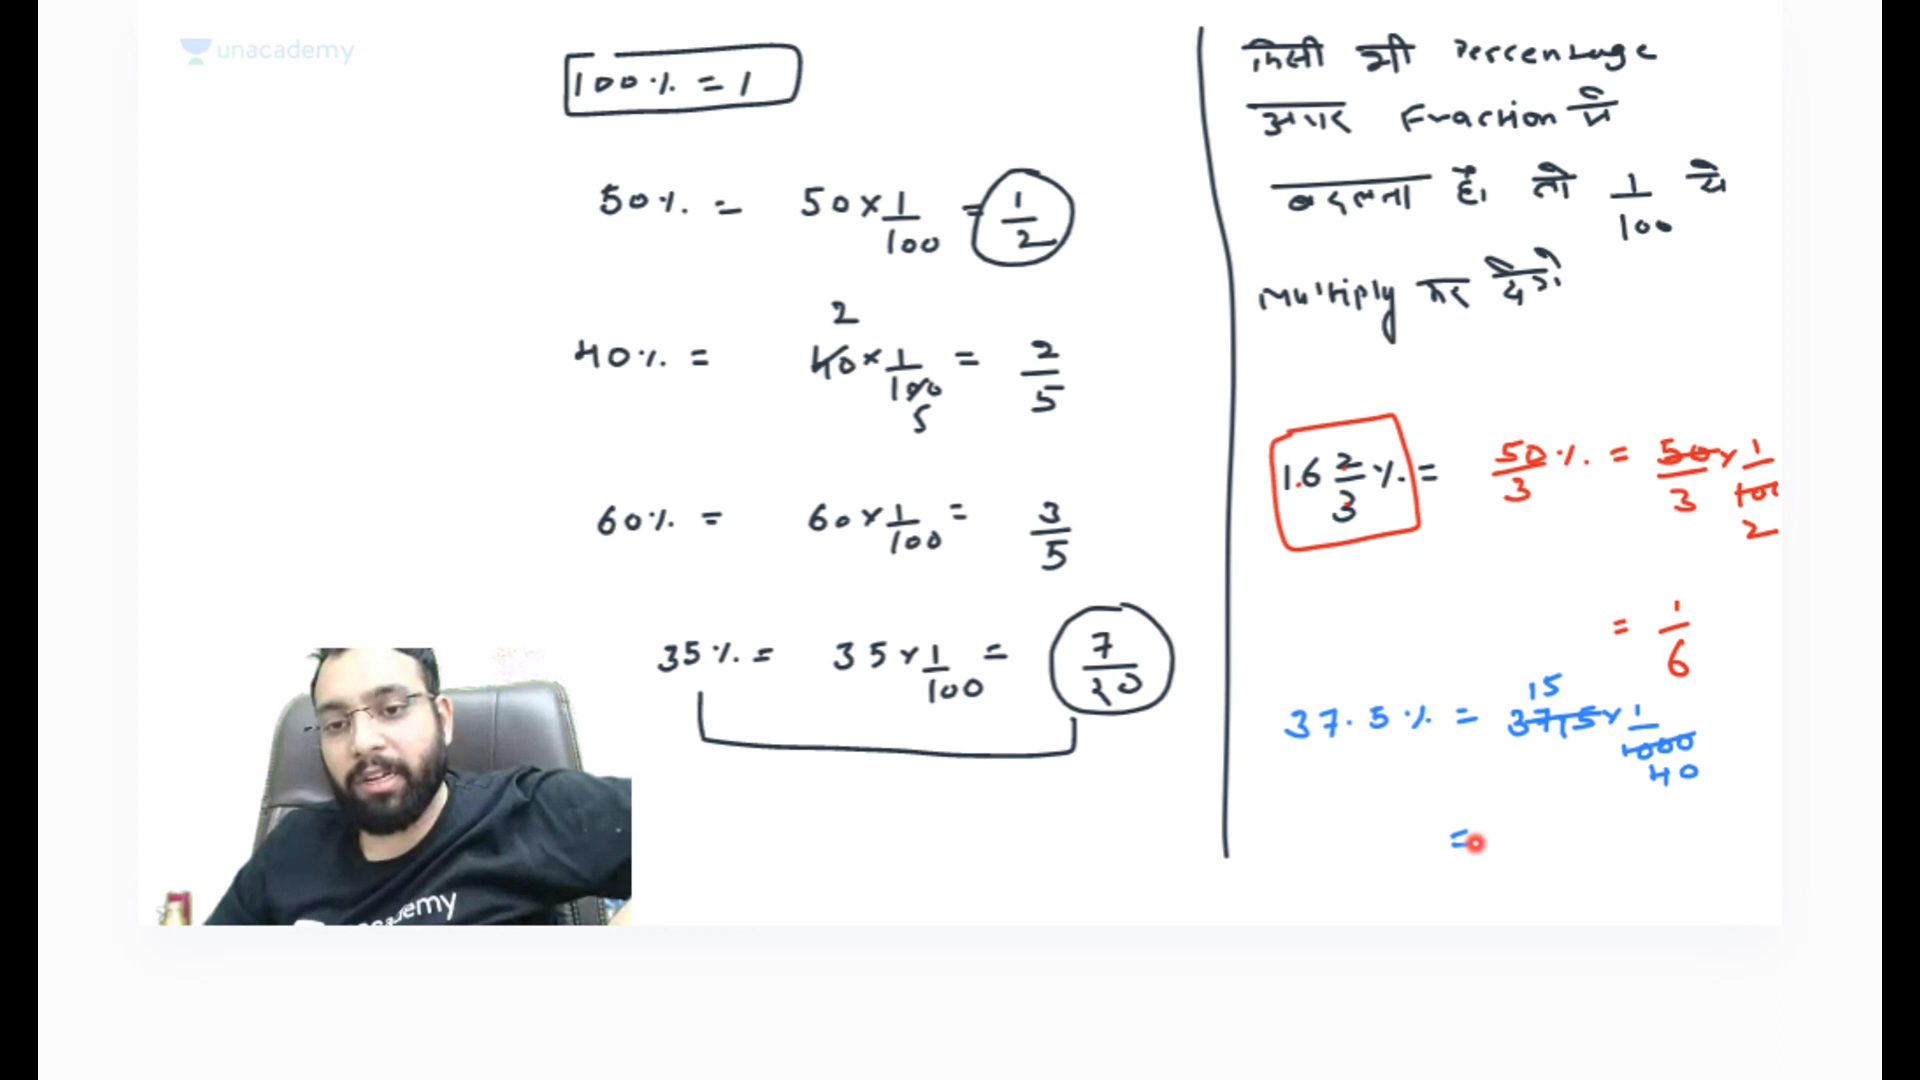 unacademy
100% = 1
50% = 50 × 1/100 = 1/2
2
40% = 40 × 1/100 = 2/5
5
60% = 60 × 1/100 = 3/5
35% = 35 × 1/100 = 7/20
किसी भी Percentage
अगर Fraction में
बदलना है। तो 1/100 से
Multiply कर देंगे।
16 2/3 % = 50/3 % = 50/3 × 1/100
2
= 1/6
15
37.5% = 37.5 × 1/1000
40
=